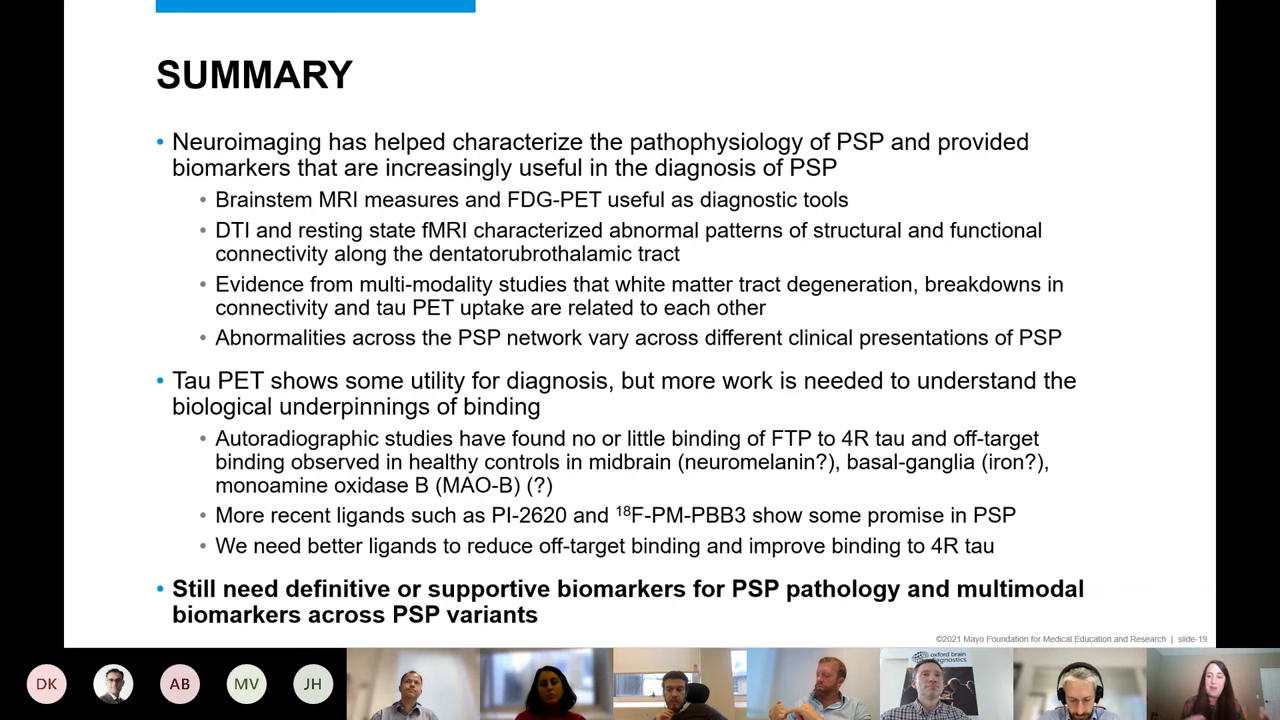 SUMMARY
• Neuroimaging has helped characterize the pathophysiology of PSP and provided
biomarkers that are increasingly useful in the diagnosis of PSP
• Brainstem MRI measures and FDG-PET useful as diagnostic tools
• DTI and resting state fMRI characterized abnormal patterns of structural and functional
connectivity along the dentatorubrothalamic tract
• Evidence from multi-modality studies that white matter tract degeneration, breakdowns in
connectivity and tau PET uptake are related to each other
• Abnormalities across the PSP network vary across different clinical presentations of PSP
• Tau PET shows some utility for diagnosis, but more work is needed to understand the
biological underpinnings of binding
• Autoradiographic studies have found no or little binding of FTP to 4R tau and off-target
binding observed in healthy controls in midbrain (neuromelanin?), basal-ganglia (iron?),
monoamine oxidase B (MAO-B) (?)
• More recent ligands such as PI-2620 and ¹⁸F-PM-PBB3 show some promise in PSP
• We need better ligands to reduce off-target binding and improve binding to 4R tau
• Still need definitive or supportive biomarkers for PSP pathology and multimodal
biomarkers across PSP variants
©2021 Mayo Foundation for Medical Education and Research | slide-19
DK
AB
MV
JH
oxford brain
diagnostics